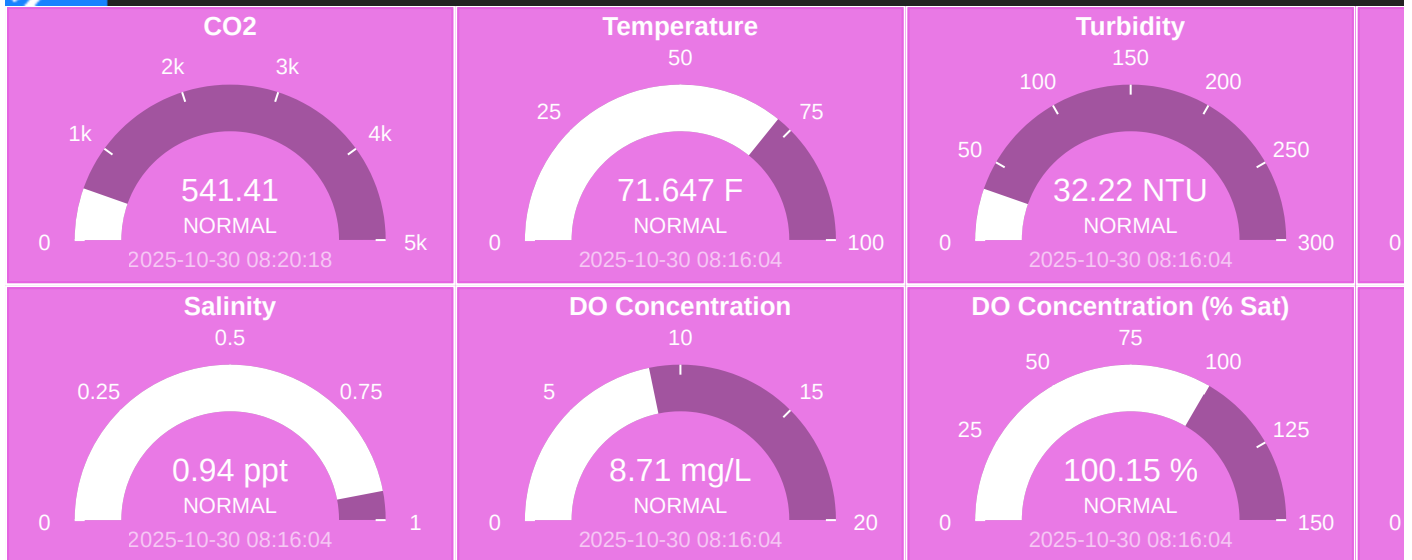 CO2
2k
3k
1k
4k
541.41
NORMAL
0
5k
2025-10-30 08:20:18
Temperature
50
25
75
71.647 F
NORMAL
0
100
2025-10-30 08:16:04
Turbidity
150
100
200
50
250
32.22 NTU
NORMAL
0
300
2025-10-30 08:16:04
0
Salinity
0.5
0.25
0.75
0.94 ppt
NORMAL
0
1
2025-10-30 08:16:04
DO Concentration
10
5
15
8.71 mg/L
NORMAL
0
20
2025-10-30 08:16:04
DO Concentration (% Sat)
75
50
100
25
125
100.15 %
NORMAL
0
150
2025-10-30 08:16:04
0